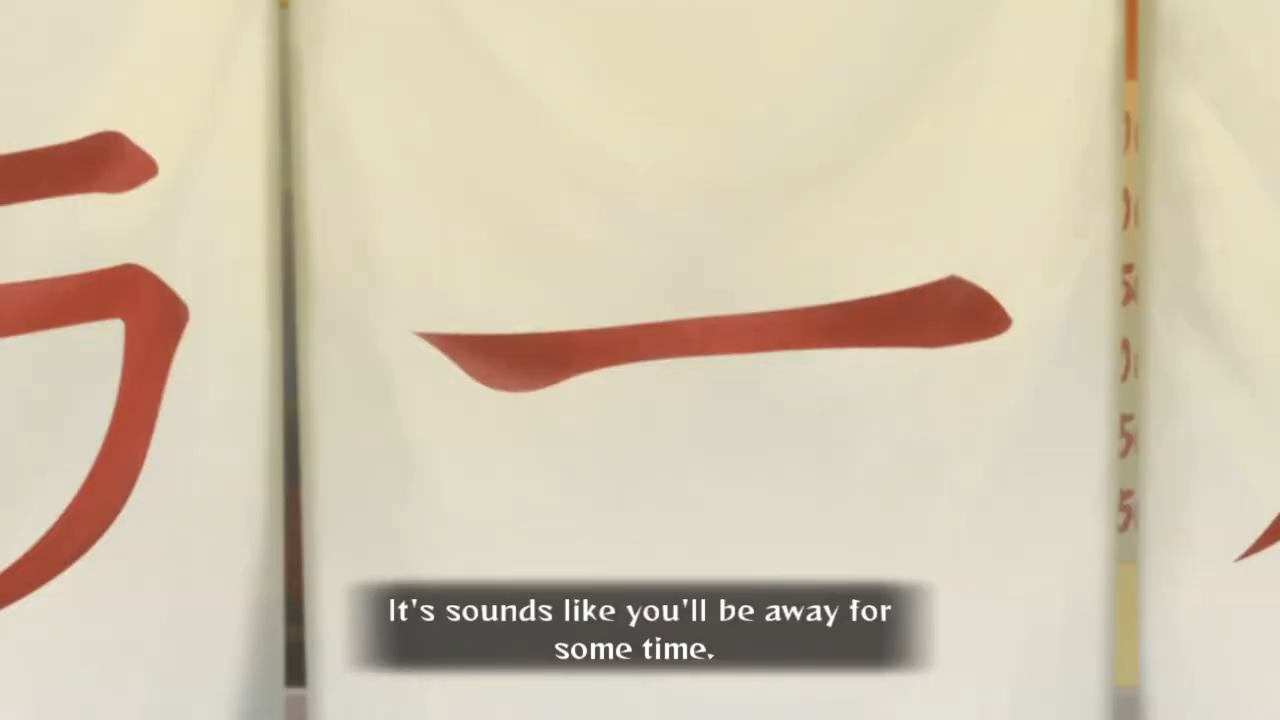 ラー
It's sounds like you'll be away for
some time.